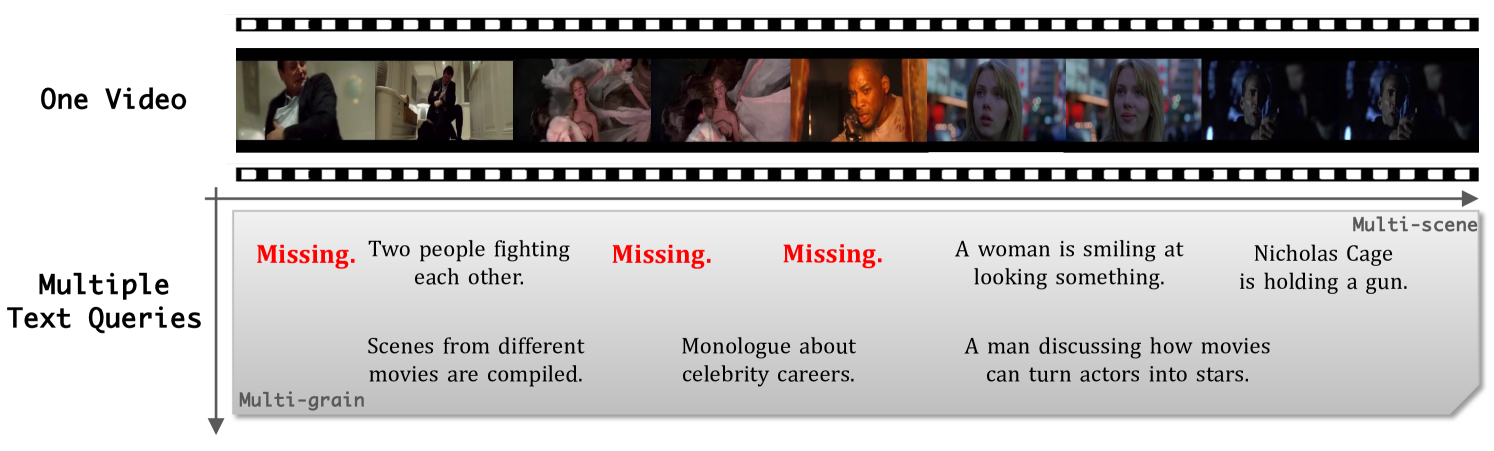 One Video
Multi-scene
Missing.
Two people fighting
each other.
Missing.
Missing.
A woman is smiling at
looking something.
Nicholas Cage
is holding a gun.
Multiple
Text Queries
Scenes from different
movies are compiled.
Monologue about
celebrity careers.
A man discussing how movies
can turn actors into stars.
Multi-grain